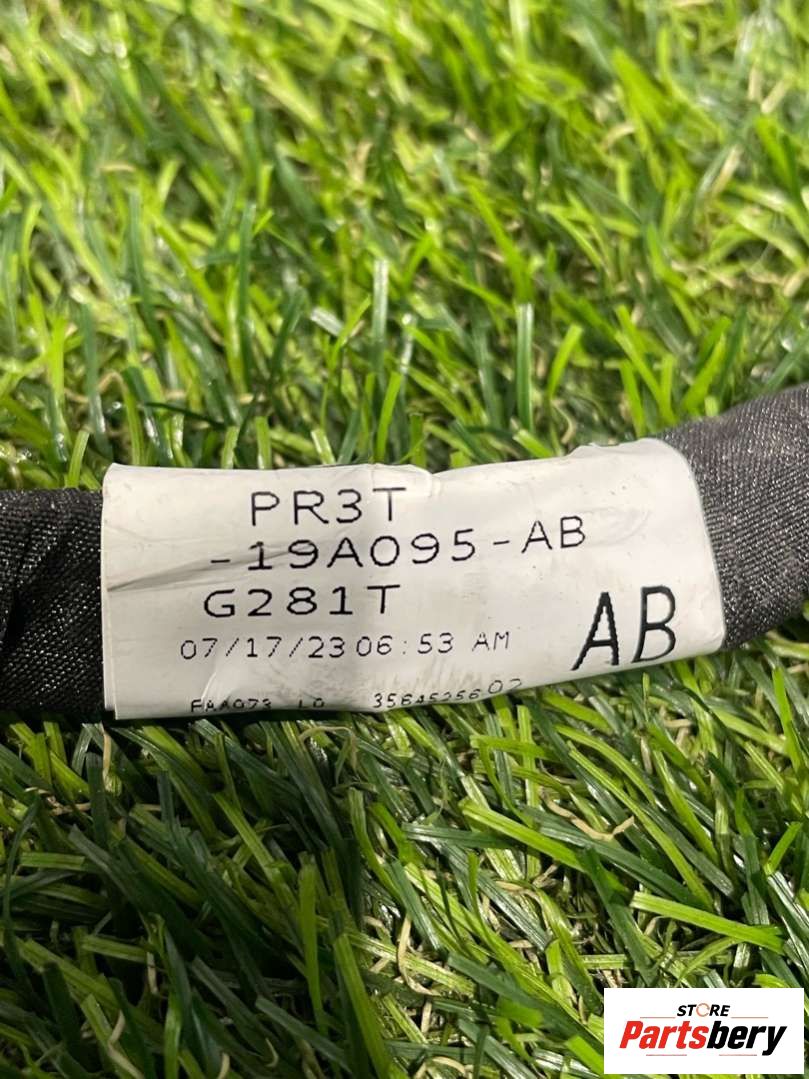 PR3T
-19A095-AB
G281T
07/17/23 06:53 AM
AB
STORE
Partsbery